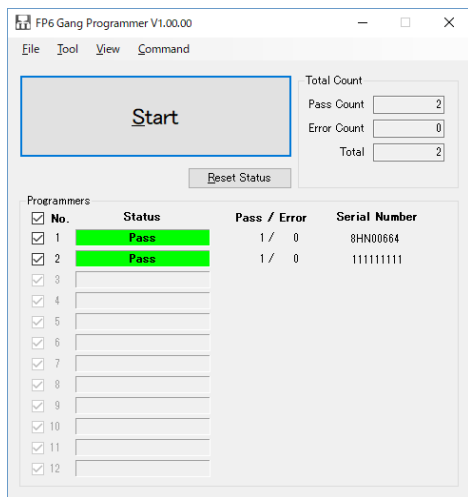 FP6 Gang Programmer V1.00.00
File Tool View Command
Start
Total Count
Pass Count 2
Error Count 0
Total 2
Reset Status
Programmers
No. Status Pass / Error Serial Number
1 Pass 1 / 0 8HN00664
2 Pass 1 / 0 111111111
3
4
5
6
7
8
9
10
11
12